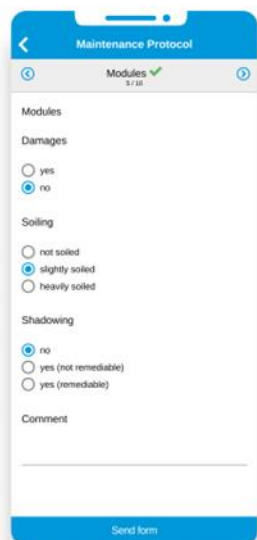 Maintenance Protocol
Modules
5 / 16
Modules
Damages
yes
no
Soiling
not soiled
slightly soiled
heavily soiled
Shadowing
no
yes (not remediable)
yes (remediable)
Comment
Send form